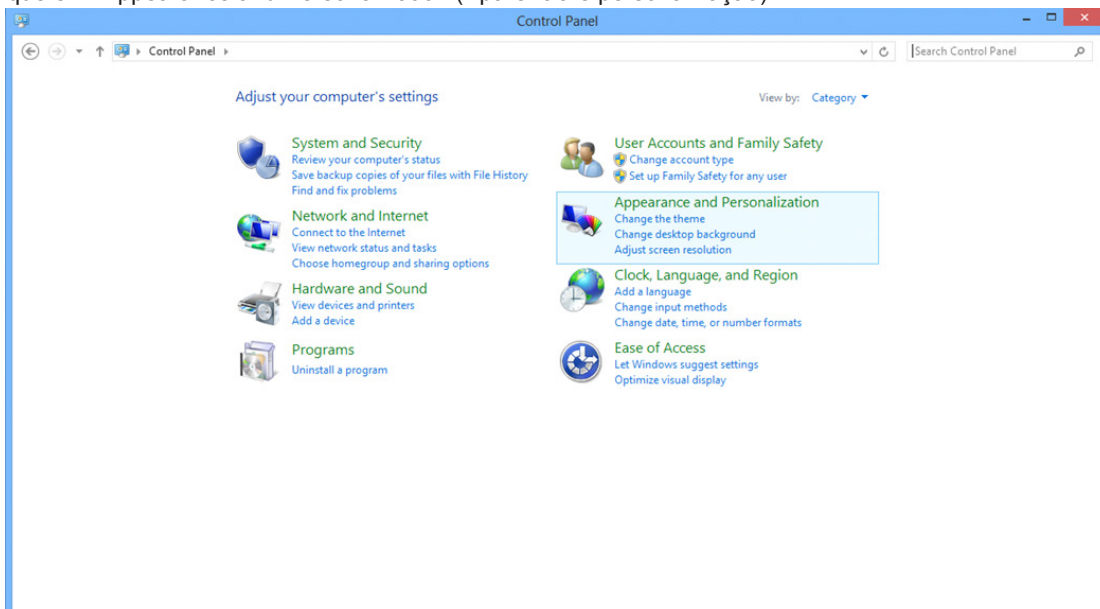 Control Panel
Control Panel
Search Control Panel
Adjust your computer's settings
View by: Category
System and Security
Review your computer's status
Save backup copies of your files with File History
Find and fix problems
Network and Internet
Connect to the Internet
View network status and tasks
Choose homegroup and sharing options
Hardware and Sound
View devices and printers
Add a device
Programs
Uninstall a program
User Accounts and Family Safety
Change account type
Set up Family Safety for any user
Appearance and Personalization
Change the theme
Change desktop background
Adjust screen resolution
Clock, Language, and Region
Add a language
Change input methods
Change date, time, or number formats
Ease of Access
Let Windows suggest settings
Optimize visual display